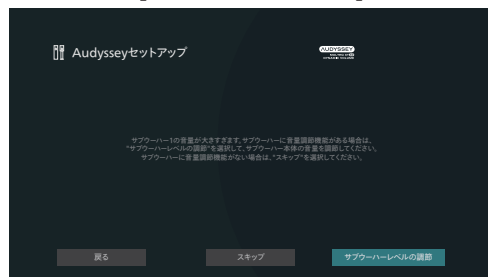 Audysseyセットアップ
AUDYSSEY
DYNAMIC VOLUME
サブウーハー1の音量が大きすぎます。サブウーハーに音量調節機能がある場合は、
"サブウーハーレベルの調節"を選択して、サブウーハー本体の音量を調節してください。
サブウーハーに音量調節機能がない場合は、"スキップ"を選択してください。
戻る
スキップ
サブウーハーレベルの調節